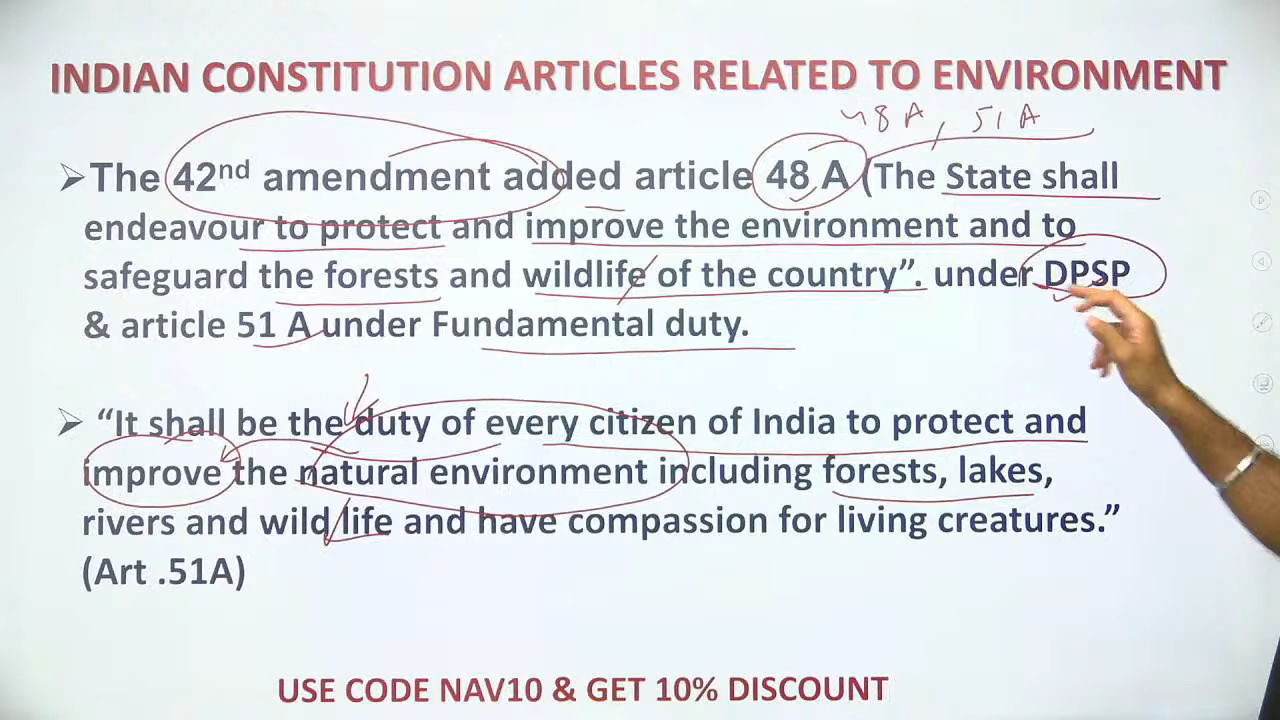 INDIAN CONSTITUTION ARTICLES RELATED TO ENVIRONMENT
48 A, 51 A
➢The 42nd amendment added article 48 A (The State shall
endeavour to protect and improve the environment and to
safeguard the forests and wildlife of the country”. under DPSP
& article 51 A under Fundamental duty.
➢ “It shall be the duty of every citizen of India to protect and
improve the natural environment including forests, lakes,
rivers and wild life and have compassion for living creatures.”
(Art .51A)
USE CODE NAV10 & GET 10% DISCOUNT